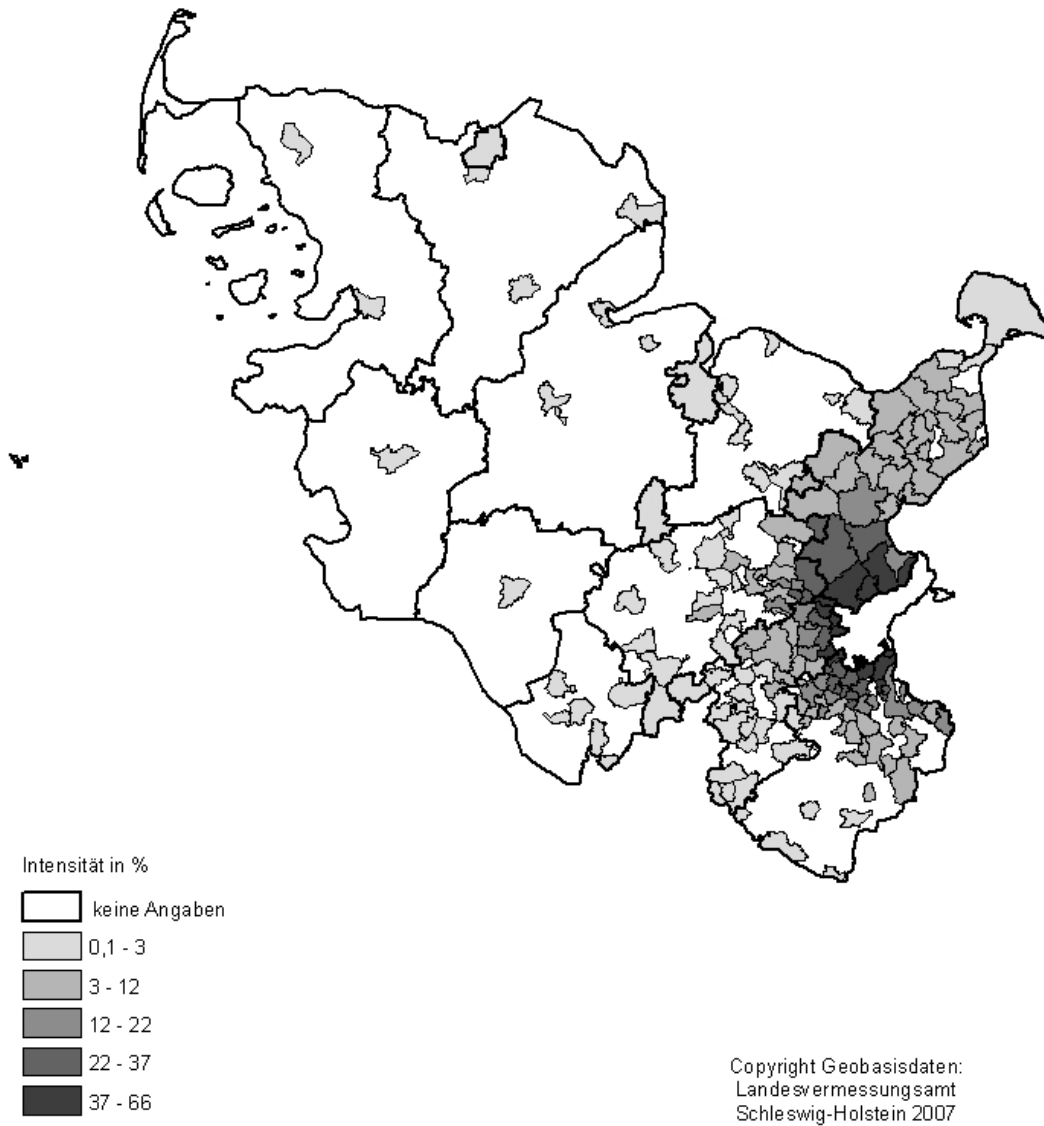 Intensität in %
keine Angaben
0,1 - 3
3 - 12
12 - 22
22 - 37
37 - 66
Copyright Geobasisdaten:
Landesvermessungsamt
Schleswig-Holstein 2007